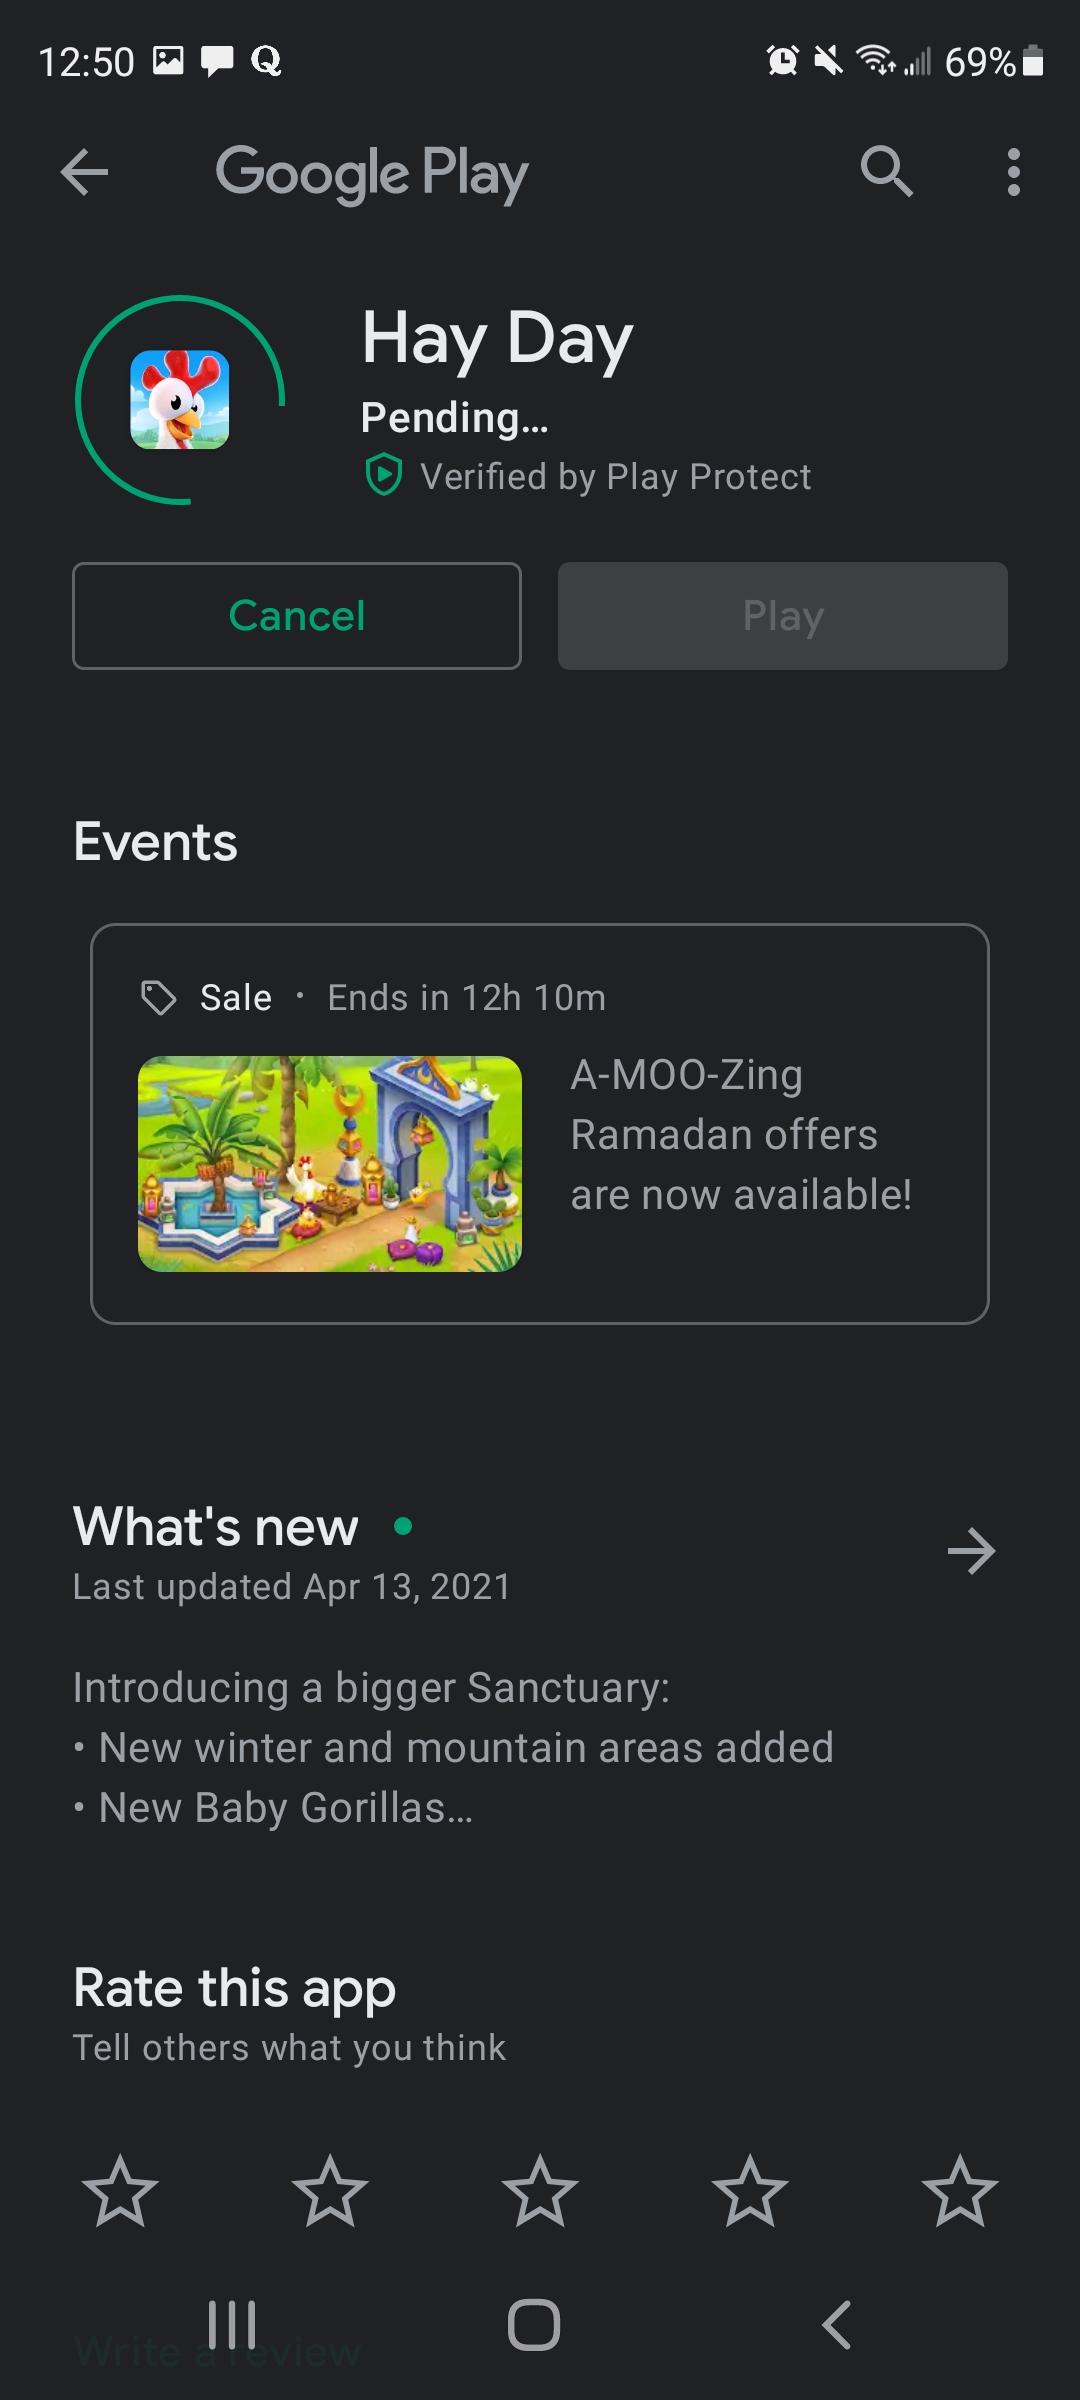 12:50
69%
Google Play
Hay Day
Pending...
Verified by Play Protect
Cancel
Play
Events
Sale • Ends in 12h 10m
A-MOO-Zing
Ramadan offers
are now available!
What's new
Last updated Apr 13, 2021
Introducing a bigger Sanctuary:
• New winter and mountain areas added
• New Baby Gorillas...
Rate this app
Tell others what you think
Write a review